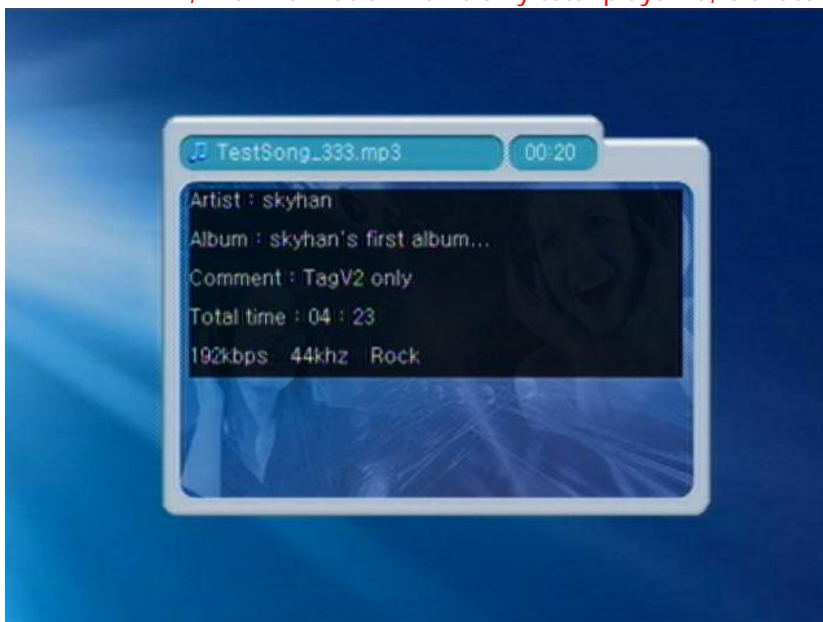 TestSong_333.mp3 00:20
Artist : skyhan
Album : skyhan's first album...
Comment : TagV2 only
Total time : 04 : 23
192kbps 44khz Rock